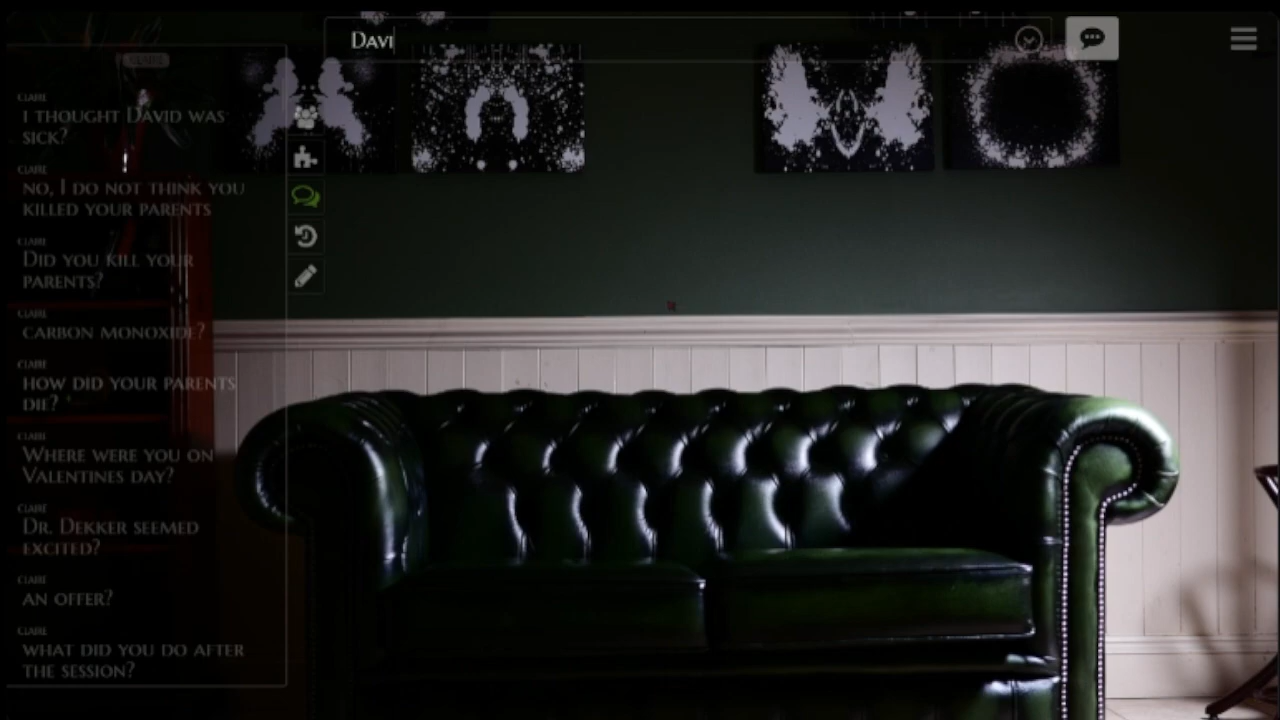 Davi
CLAIRE
CLAIRE
I THOUGHT DAVID WAS
SICK?
CLAIRE
NO, I DO NOT THINK YOU
KILLED YOUR PARENTS
CLAIRE
DID YOU KILL YOUR
PARENTS?
CLAIRE
CARBON MONOXIDE?
CLAIRE
HOW DID YOUR PARENTS
DIE?
CLAIRE
WHERE WERE YOU ON
VALENTINES DAY?
CLAIRE
DR. DEKKER SEEMED
EXCITED?
CLAIRE
AN OFFER?
CLAIRE
WHAT DID YOU DO AFTER
THE SESSION?